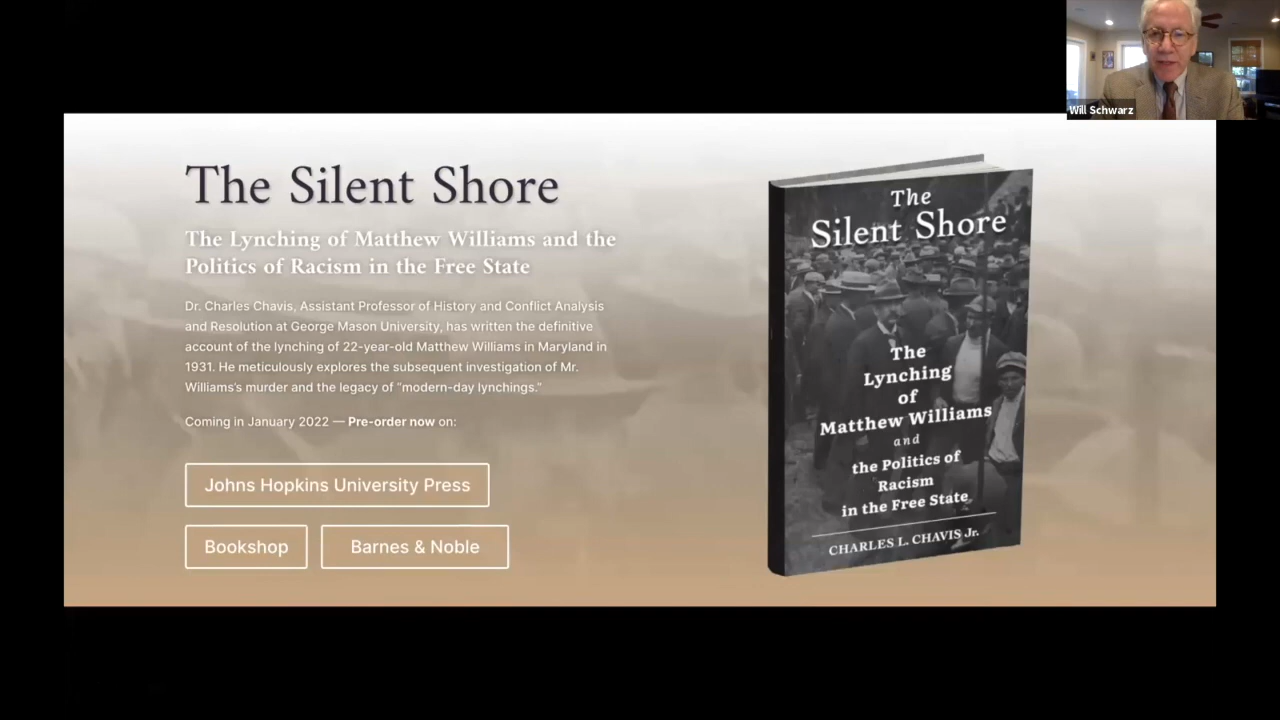 Will Schwarz
The Silent Shore
The Lynching of Matthew Williams and the
Politics of Racism in the Free State
Dr. Charles Chavis, Assistant Professor of History and Conflict Analysis
and Resolution at George Mason University, has written the definitive
account of the lynching of 22-year-old Matthew Williams in Maryland in
1931. He meticulously explores the subsequent investigation of Mr.
Williams's murder and the legacy of "modern-day lynchings."
Coming in January 2022 — Pre-order now on:
Johns Hopkins University Press
Bookshop
Barnes & Noble
The
Silent Shore
The
Lynching
of
Matthew Williams
and
the Politics of
Racism
in the Free State
CHARLES L. CHAVIS Jr.